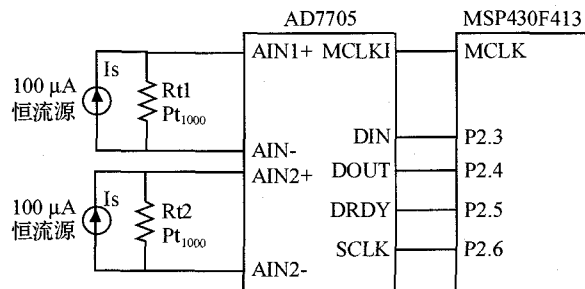 AD7705
MSP430F413
AIN1+
MCLKI
MCLK
Is
Rt1
100 μA
Pt1000
恒流源
DIN
P2.3
AIN-
AIN2+
DOUT
P2.4
Is
100 μA
Rt2
DRDY
P2.5
恒流源
Pt1000
SCLK
P2.6
AIN2-